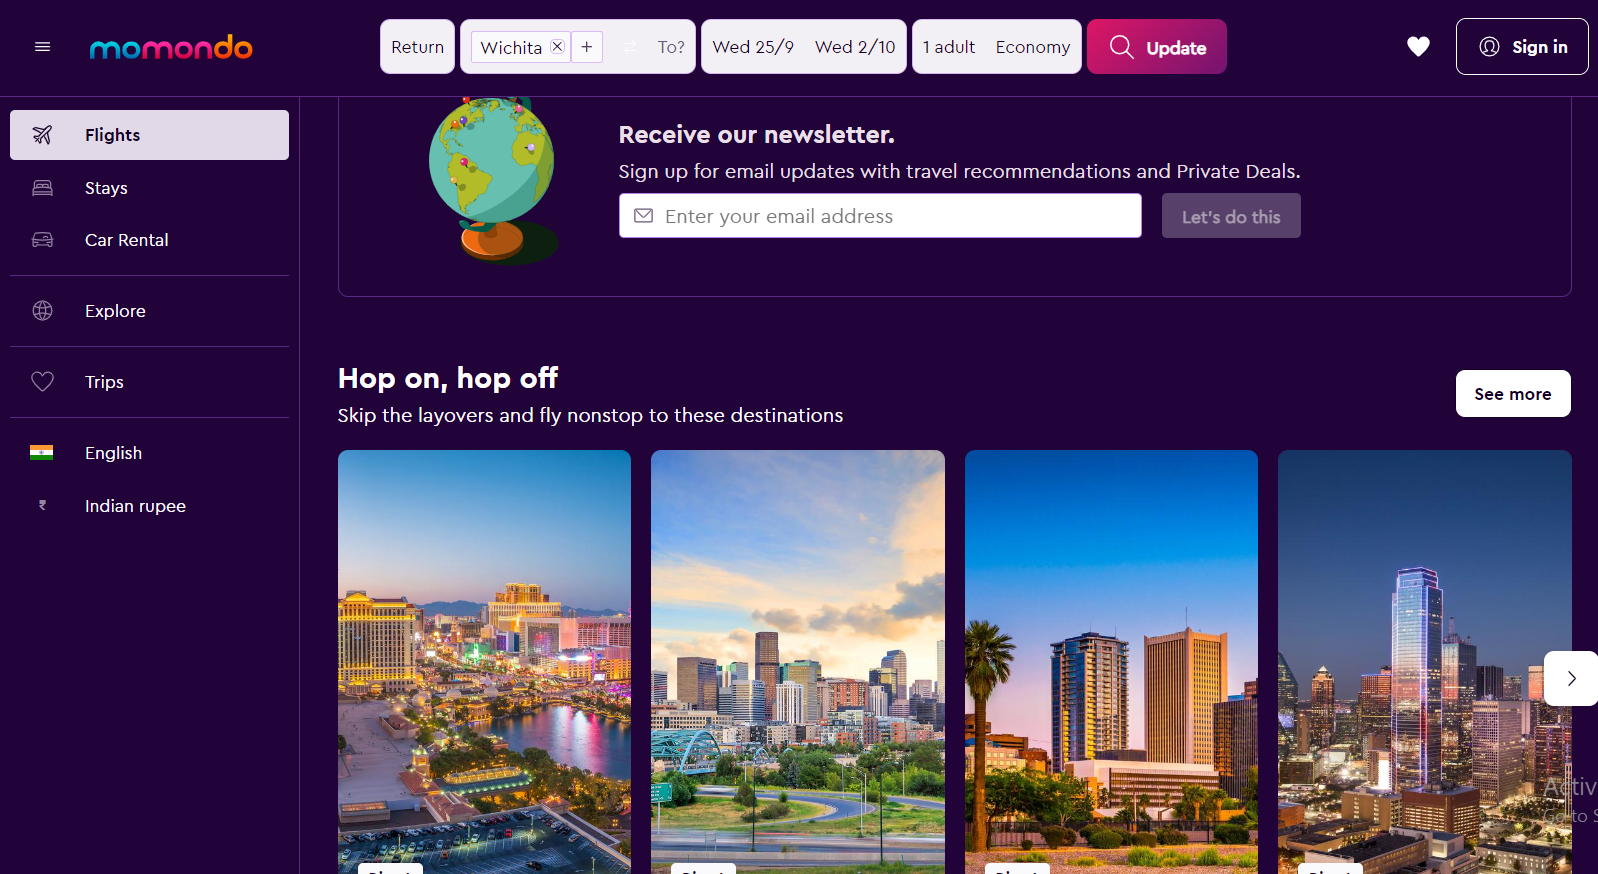 momondo
Return
Wichita
+
To?
Wed 25/9
Wed 2/10
1 adult
Economy
Update
Sign in
Flights
Stays
Car Rental
Explore
Trips
English
₹
Indian rupee
Receive our newsletter.
Sign up for email updates with travel recommendations and Private Deals.
Enter your email address
Let's do this
Hop on, hop off
Skip the layovers and fly nonstop to these destinations
See more